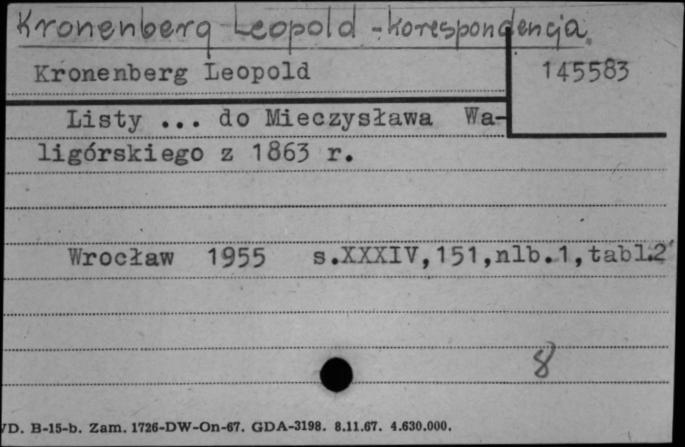 Kronenberg Leopold - korespondencja.
Kronenberg Leopold 145583
Listy ... do Mieczysława Wa-
ligórskiego z 1863 r.
Wrocław 1955 s.XXXIV,151,nlb.1,tabl.2
8
D. B-15-b. Zam. 1726-DW-On-67. GDA-3198. 8.11.67. 4.630.000.